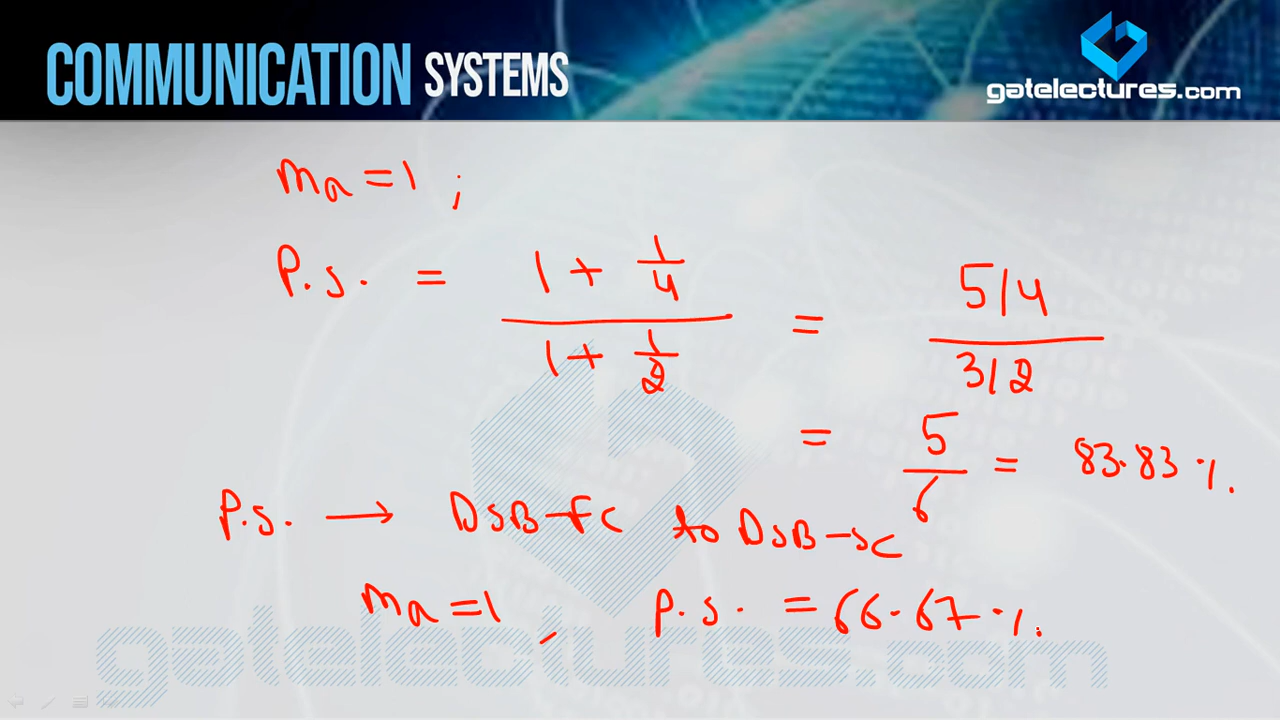 COMMUNICATION SYSTEMS
gatelectures.com
ma = 1 ;
P.s. = (1 + 1/4) / (1 + 1/2) = (5/4) / (3/2)
= 5/6 = 83.83 %.
P.s. → DSB-FC to DSB-SC
ma = 1 , P.s. = 66.67 %.
gatelectures.com